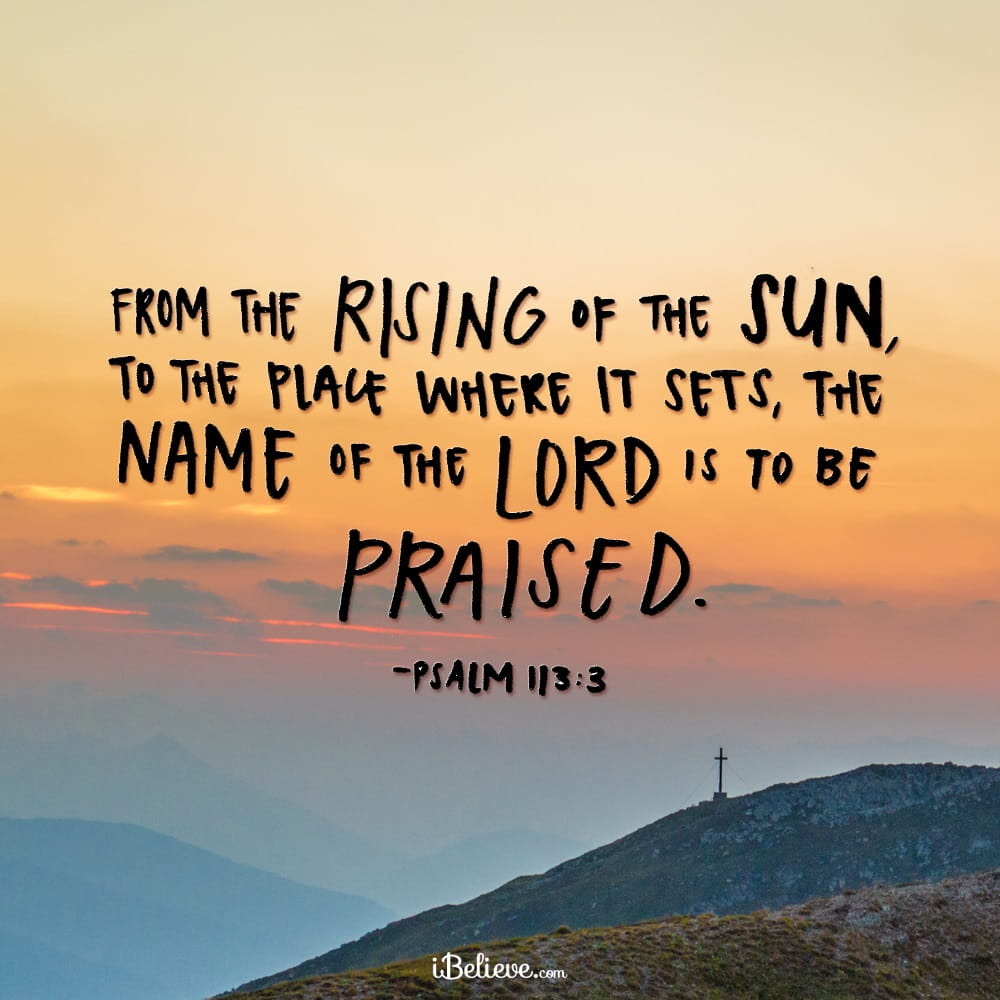 FROM THE RISING OF THE SUN,
TO THE PLACE WHERE IT SETS, THE
NAME OF THE LORD IS TO BE
PRAISED.
-PSALM 113:3
iBelieve.com